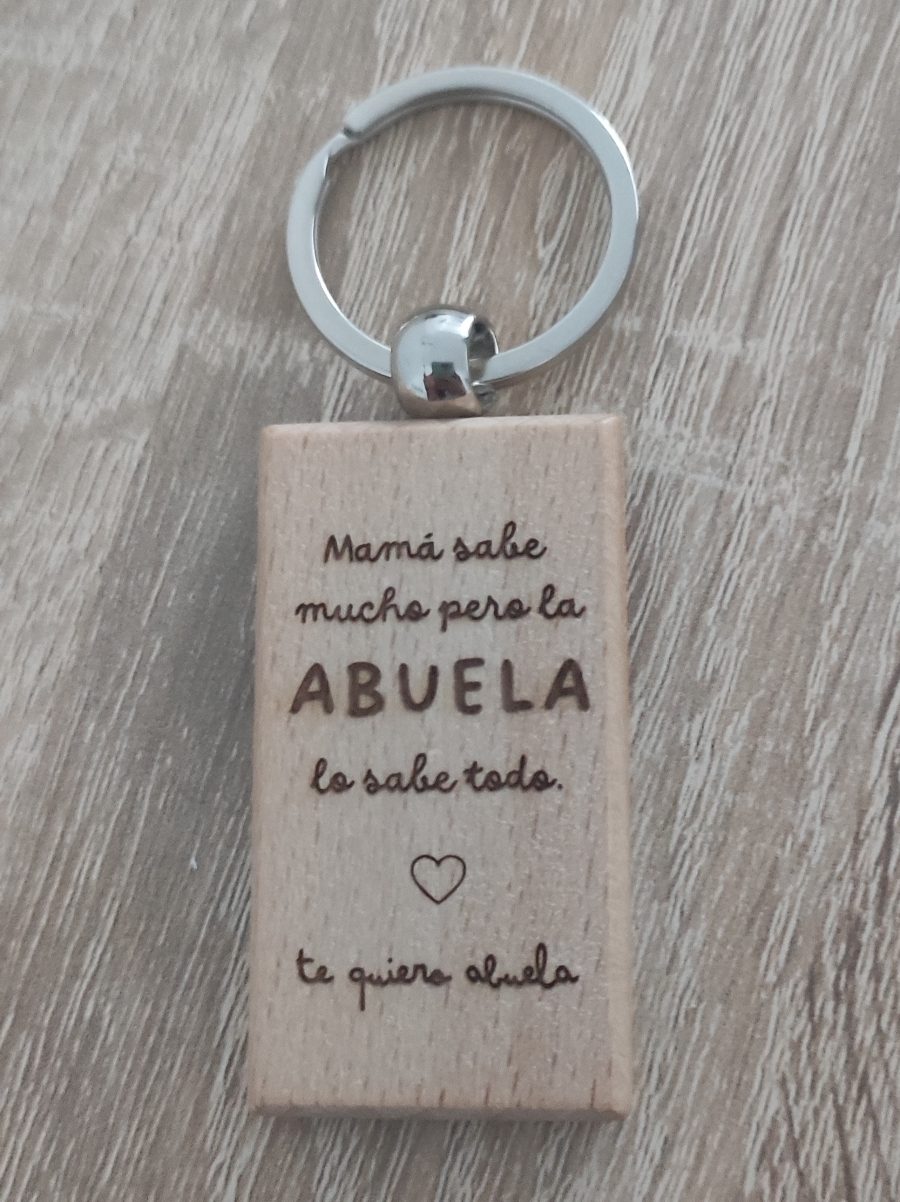 Mamá sabe
mucho pero la
ABUELA
lo sabe todo.
te quiero abuela